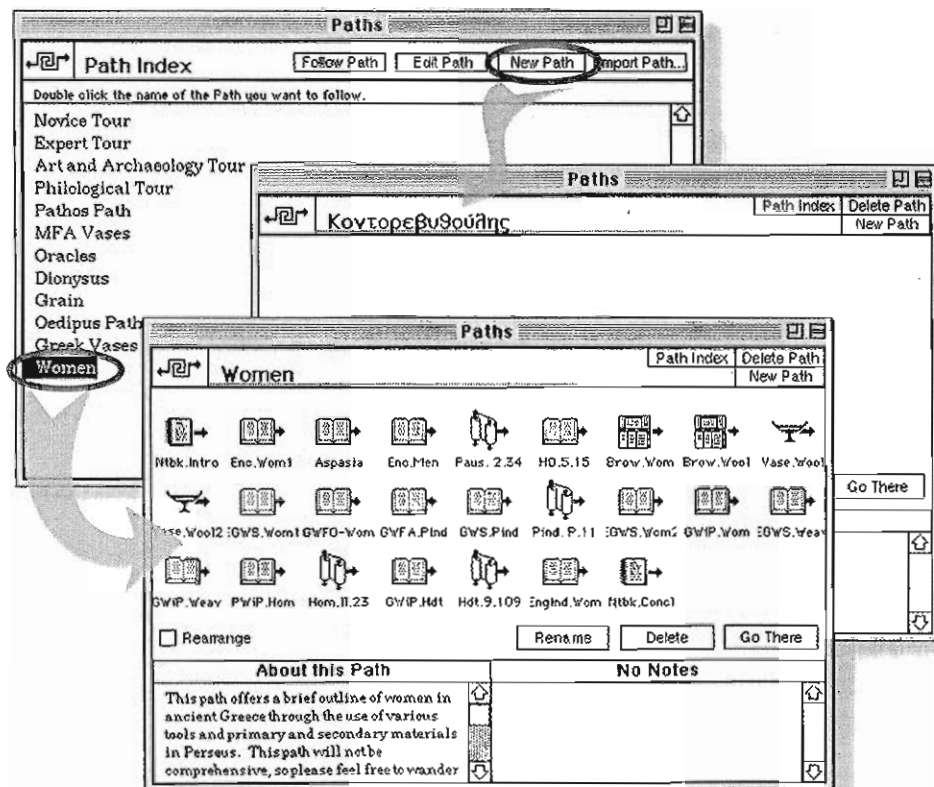 Paths
Path Index
Follow Path
Edit Path
New Path
Import Path...
Double click the name of the Path you want to follow.
Novice Tour
Expert Tour
Art and Archaeology Tour
Philological Tour
Pathos Path
MFA Vases
Oracles
Dionysus
Grain
Oedipus Path
Greek Vases
Women
Paths
Κοντορεβυθούλης
Path Index
Delete Path
New Path
Go There
Paths
Women
Path Index
Delete Path
New Path
Ntbk.Intro Enc.Wom1 Aspasia Enc.Men Paus. 2.34 HO.5.15 Brow.Wom Brow.Wool Vase.Wool
Vase.Wool2 EGWS.Wom1 GWFO-Wom GWFA.Pind GWS.Pind Pind. P.11 EGWS.Wom2 GWiP.Wom EGWS.Weav
GWiP.Weav PWiP.Hom Hom.Il.23 GWiP.Hdt Hdt.9.109 EngInd.Wom Ntbk.Concl
Rearrange
Rename
Delete
Go There
About this Path
No Notes
This path offers a brief outline of women in
ancient Greece through the use of various
tools and primary and secondary materials
in Perseus. This path will not be
comprehensive, so please feel free to wander